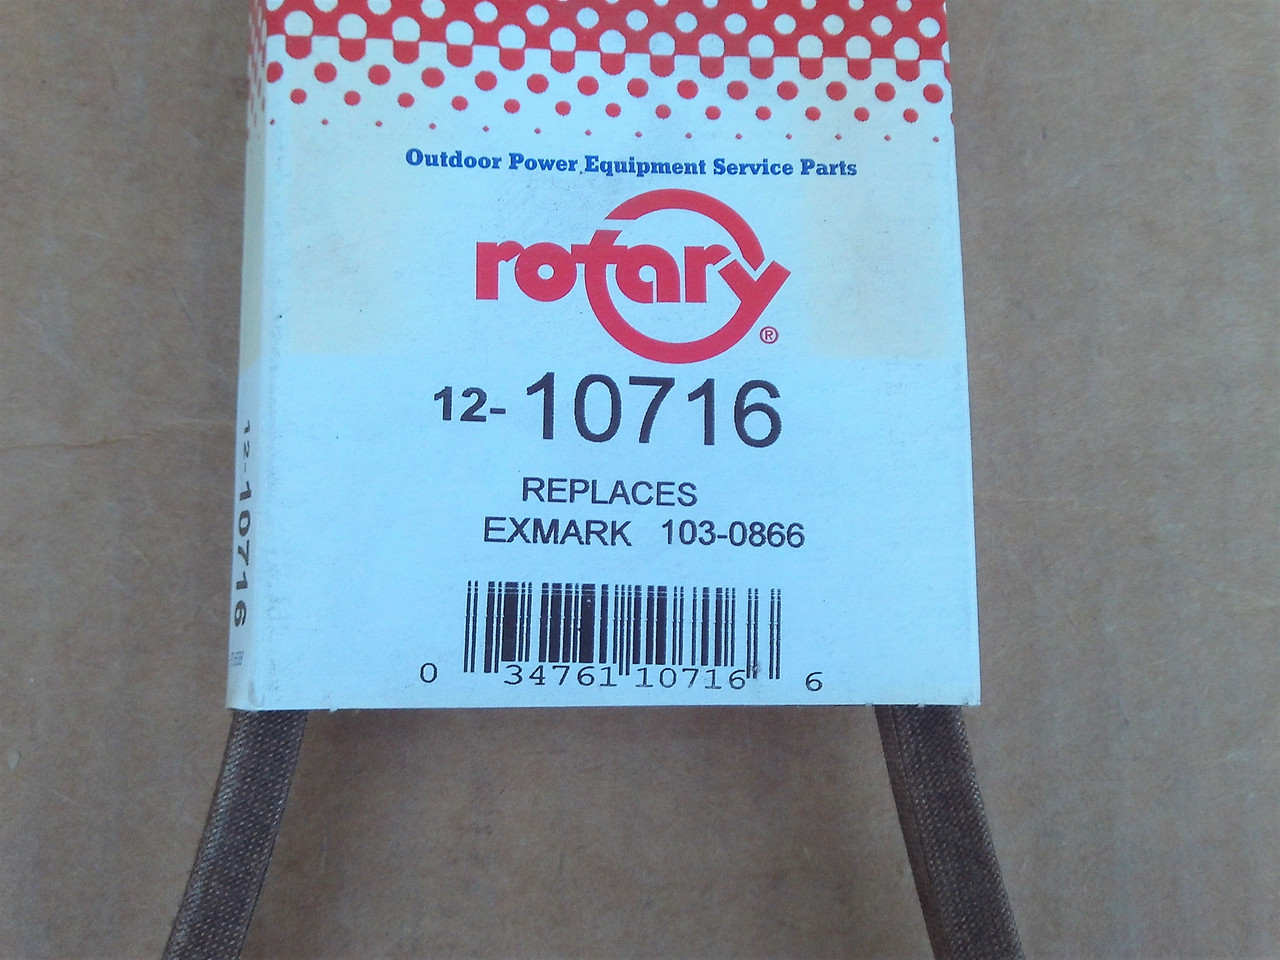 Outdoor Power Equipment Service Parts
rotary®
12-10716
REPLACES
EXMARK 103-0866
0 34761 10716 6
12-10716